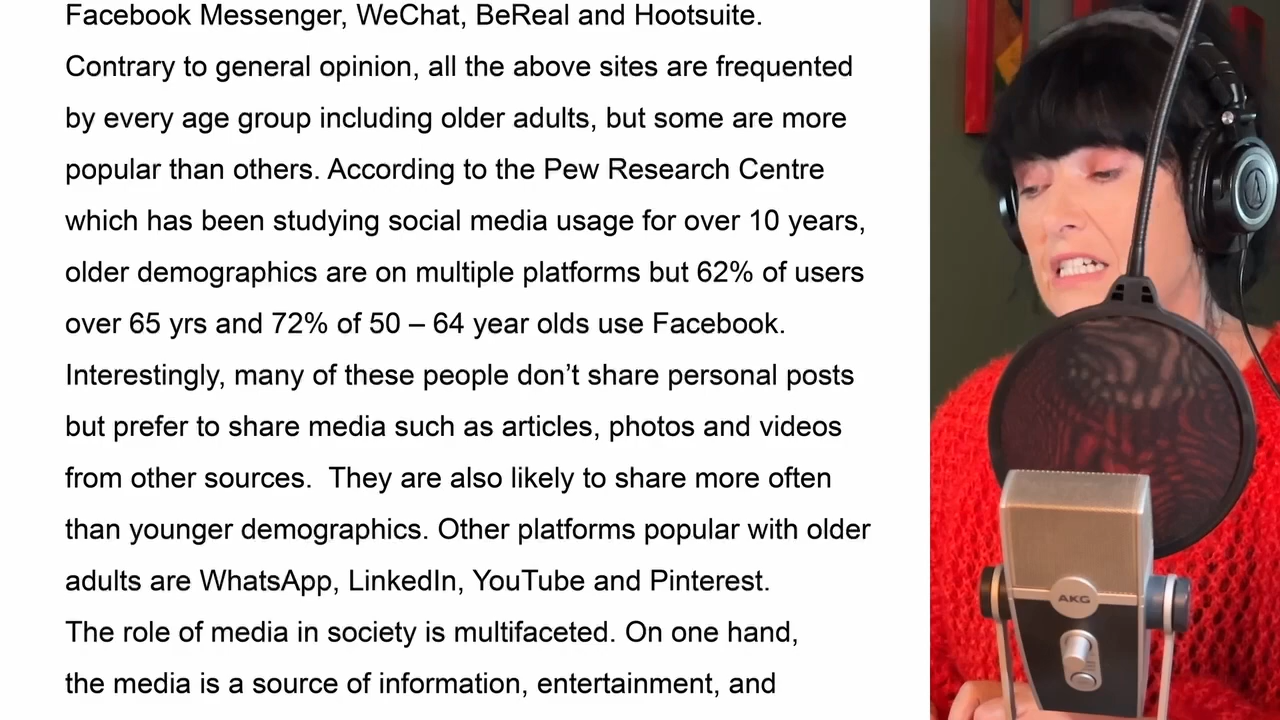 Facebook Messenger, WeChat, BeReal and Hootsuite.
Contrary to general opinion, all the above sites are frequented
by every age group including older adults, but some are more
popular than others. According to the Pew Research Centre
which has been studying social media usage for over 10 years,
older demographics are on multiple platforms but 62% of users
over 65 yrs and 72% of 50 – 64 year olds use Facebook.
Interestingly, many of these people don’t share personal posts
but prefer to share media such as articles, photos and videos
from other sources.  They are also likely to share more often
than younger demographics. Other platforms popular with older
adults are WhatsApp, LinkedIn, YouTube and Pinterest.
The role of media in society is multifaceted. On one hand,
the media is a source of information, entertainment, and
AKG